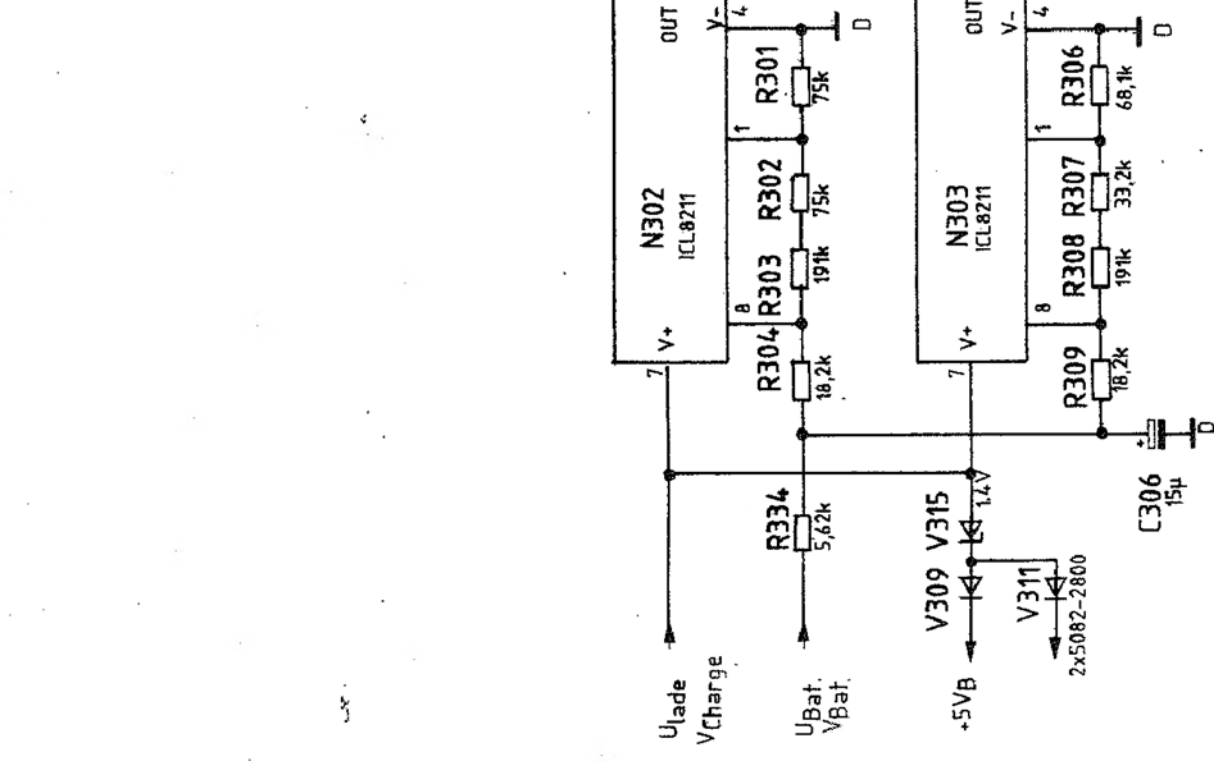 OUT
V-
4
D
R301
75k
1
R302
75k
N302
ICL8211
R303
191k
8
V+
7
R304
18,2k
OUT
V-
4
D
R306
68,1k
1
R307
33,2k
N303
ICL8211
R308
191k
8
V+
7
R309
18,2k
+
D
C306
15µ
R334
5,62k
V315
1.4V
V309
V311
2x5082-2800
Ulade
VCharge
UBat.
VBat.
+5VB